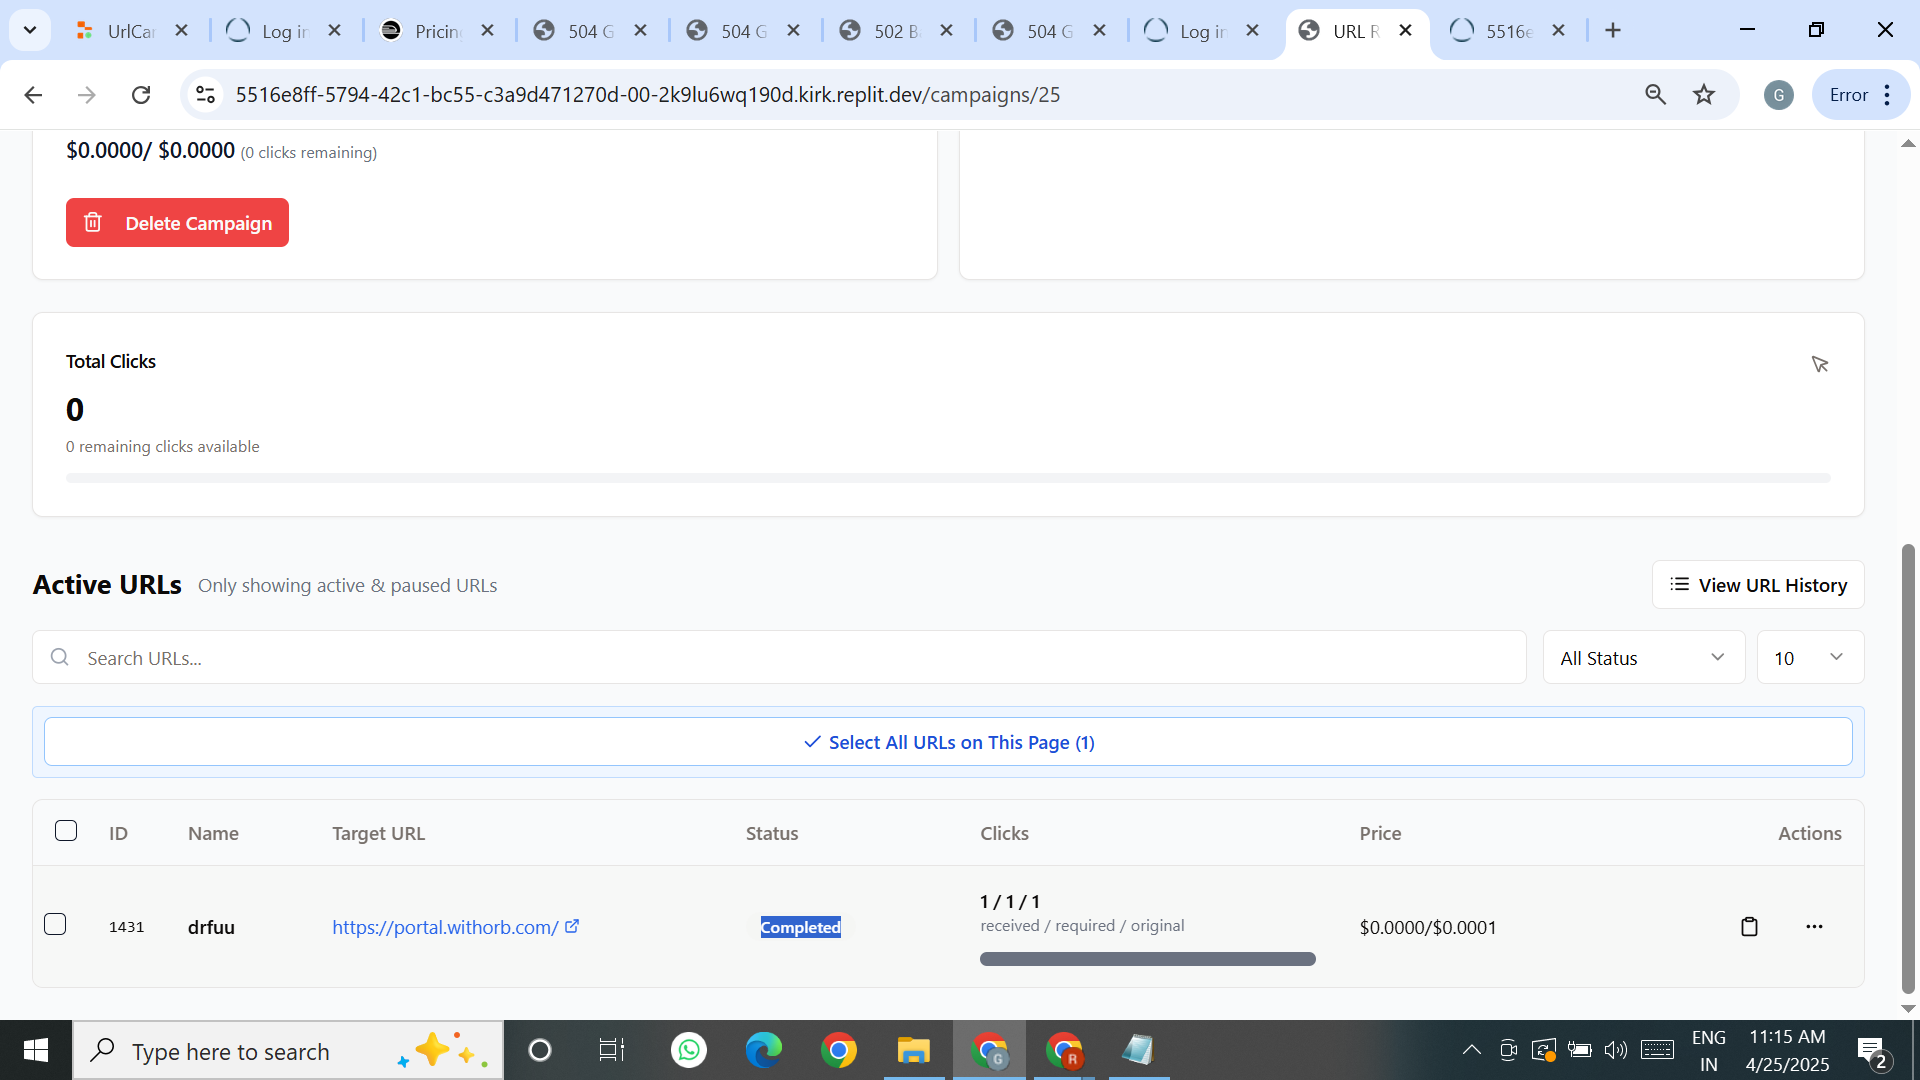 UrlCar
Log in
Pricing
504 G
504 G
502 B
504 G
Log in
URL R
5516e
5516e8ff-5794-42c1-bc55-c3a9d471270d-00-2k9lu6wq190d.kirk.replit.dev/campaigns/25
G
Error
$0.0000/ $0.0000 (0 clicks remaining)
Delete Campaign
Total Clicks
0
0 remaining clicks available
Active URLs Only showing active & paused URLs
View URL History
Search URLs...
All Status
10
Select All URLs on This Page (1)
ID Name Target URL Status Clicks Price Actions
1431 drfuu https://portal.withorb.com/ Completed
1 / 1 / 1
received / required / original
$0.0000/$0.0001
Type here to search
G
R
ENG
IN
11:15 AM
4/25/2025
2